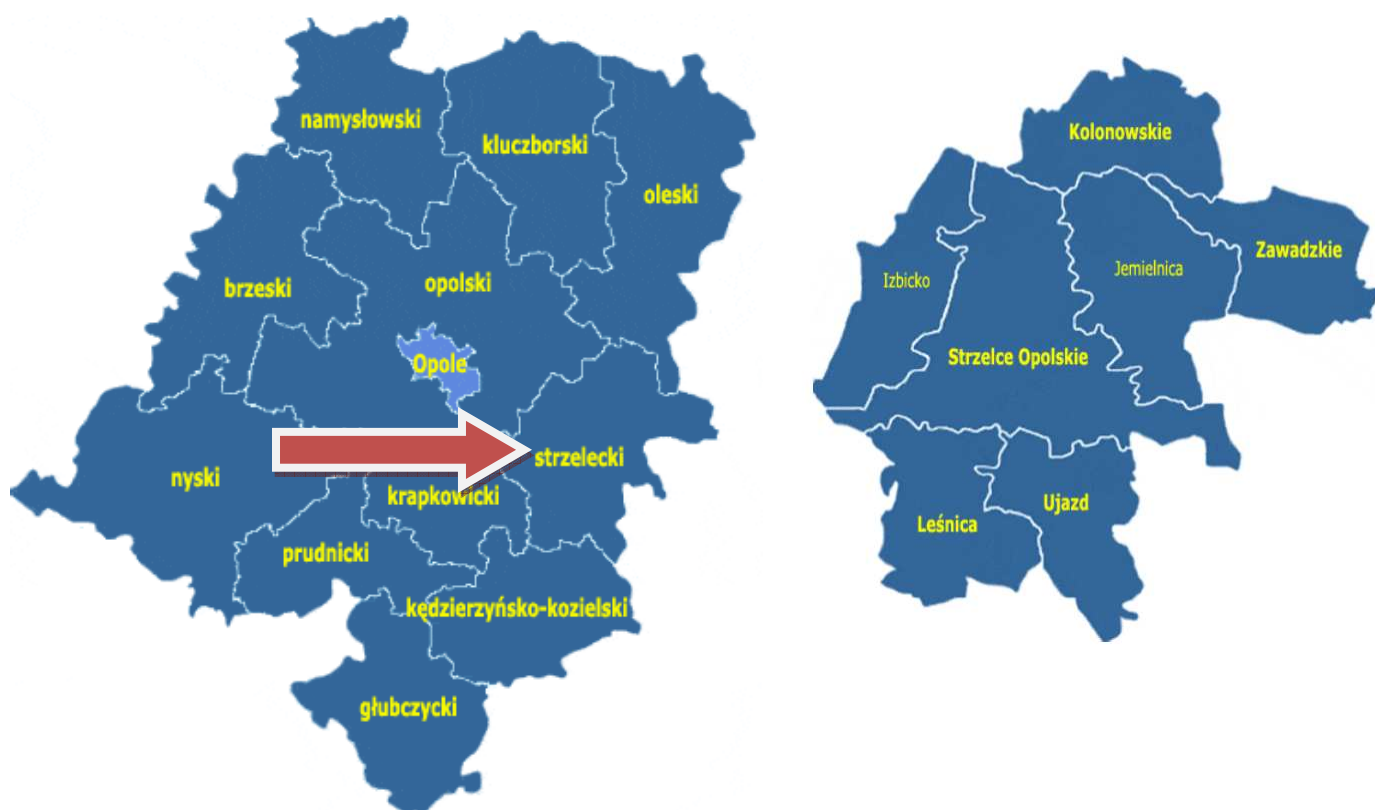 namysłowski
kluczborski
oleski
brzeski
opolski
Opole
nyski
strzelecki
krapkowicki
prudnicki
kędzierzyńsko-kozielski
głubczycki
Kolonowskie
Izbicko
Jemielnica
Zawadzkie
Strzelce Opolskie
Leśnica
Ujazd